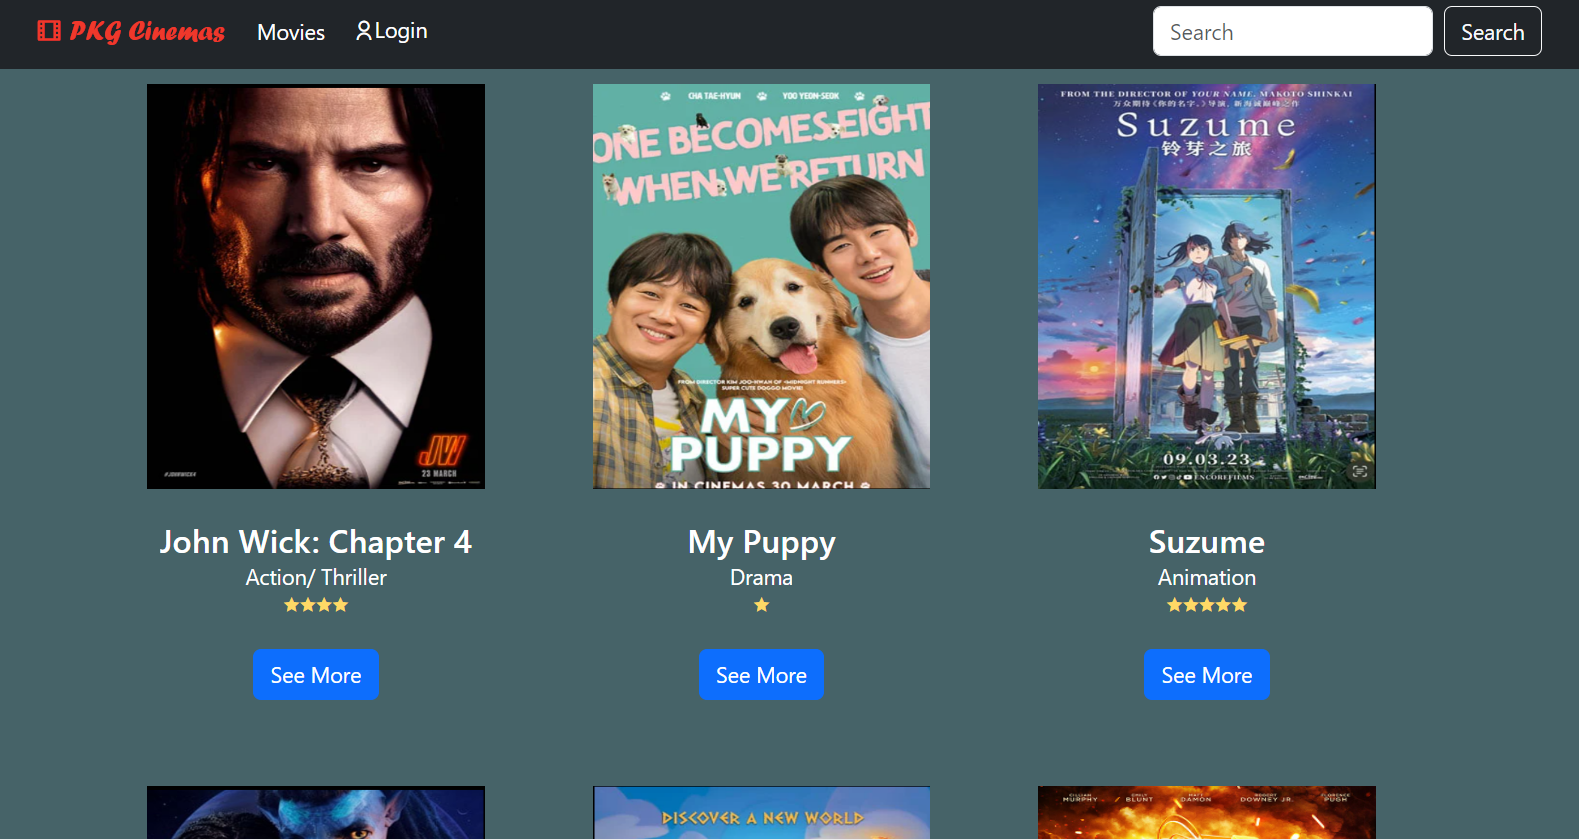 PKG Cinemas
Movies
Login
Search
Search
#JOHNWICK4
JW
23 MARCH
CHA TAE-HYUN YOO YEON-SEOK
ONE BECOMES EIGHT
WHEN WE RETURN
FROM DIRECTOR KIM JOO-HWAN OF <MIDNIGHT RUNNERS>
SUPER CUTE DOGGO MOVIE!
MY
PUPPY
IN CINEMAS 30 MARCH
FROM THE DIRECTOR OF YOUR NAME. MAKOTO SHINKAI
万众期待《你的名字。》导演，新海诚巅峰之作
Suzume
铃芽之旅
09.03.23
ENCOREFILMS
John Wick: Chapter 4
Action/ Thriller
See More
My Puppy
Drama
See More
Suzume
Animation
See More
DISCOVER A NEW WORLD
CILLIAN MURPHY
EMILY BLUNT
MATT DAMON
ROBERT DOWNEY JR.
FLORENCE PUGH